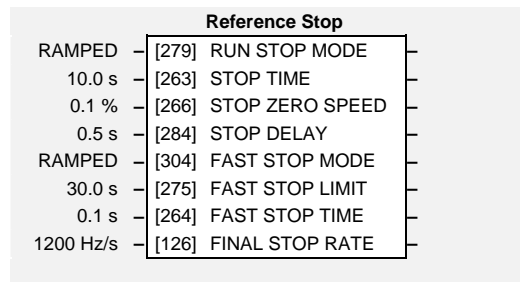 Reference Stop
RAMPED – [279] RUN STOP MODE –
10.0 s – [263] STOP TIME –
0.1 % – [266] STOP ZERO SPEED –
0.5 s – [284] STOP DELAY –
RAMPED – [304] FAST STOP MODE –
30.0 s – [275] FAST STOP LIMIT –
0.1 s – [264] FAST STOP TIME –
1200 Hz/s – [126] FINAL STOP RATE –